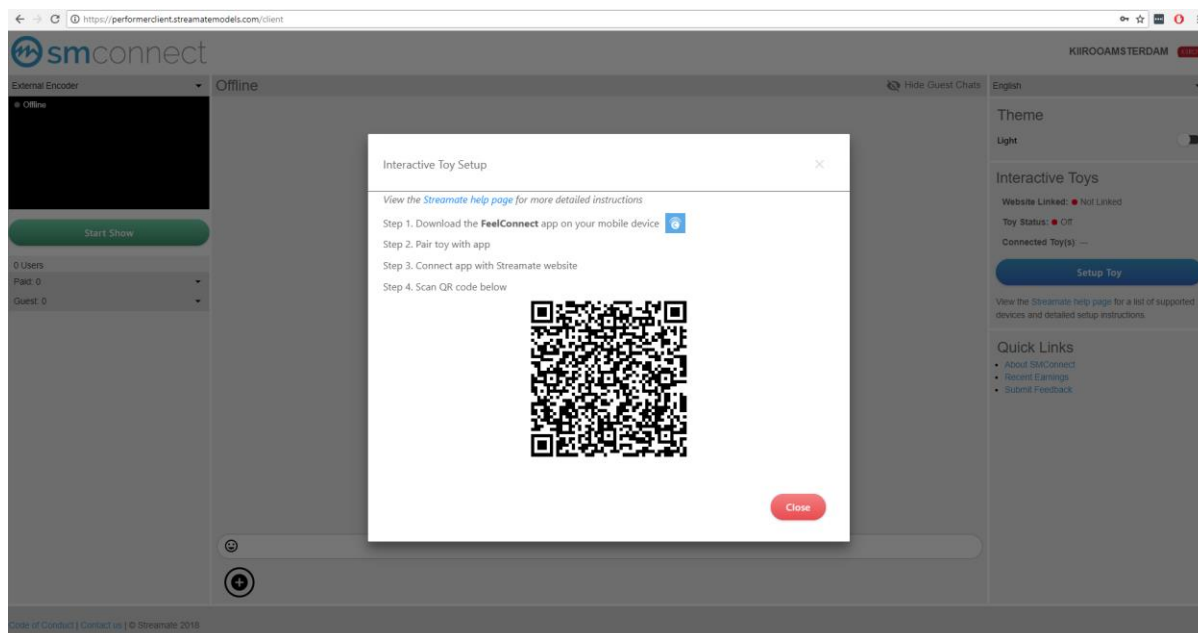 https://performerclient.streamatemodels.com/client
smconnect
KIIROOAMSTERDAM
External Encoder
Offline
Hide Guest Chats
English
Offline
Start Show
0 Users
Paid: 0
Guest: 0
Interactive Toy Setup
×
View the Streamate help page for more detailed instructions
Step 1. Download the FeelConnect app on your mobile device
Step 2. Pair toy with app
Step 3. Connect app with Streamate website
Step 4. Scan QR code below
Close
Theme
Light
Interactive Toys
Website Linked: Not Linked
Toy Status: Off
Connected Toy(s): ---
Setup Toy
View the Streamate help page for a list of supported
devices and detailed setup instructions.
Quick Links
About SMConnect
Recent Earnings
Submit Feedback
Code of Conduct | Contact us | © Streamate 2018